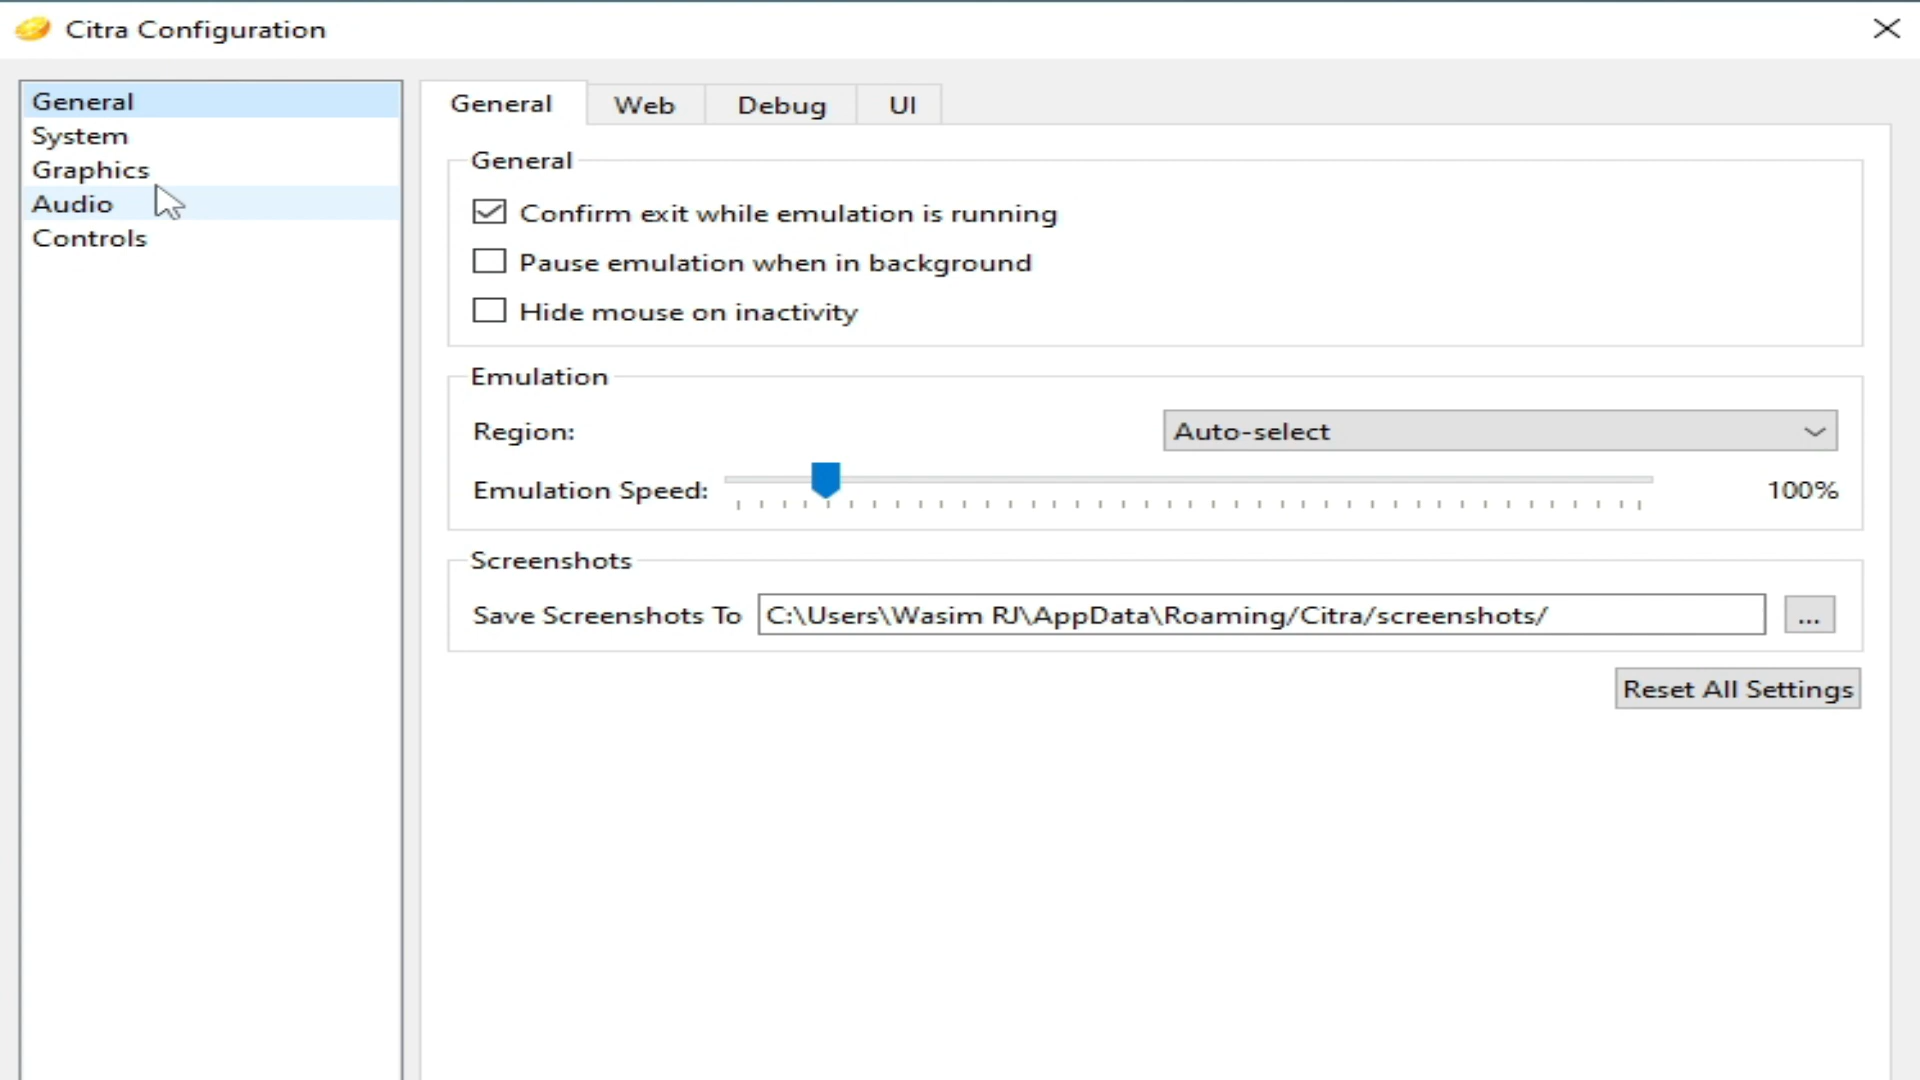 Citra Configuration
General
System
Graphics
Audio
Controls
General Web Debug UI
General
Confirm exit while emulation is running
Pause emulation when in background
Hide mouse on inactivity
Emulation
Region: Auto-select
Emulation Speed: 100%
Screenshots
Save Screenshots To C:\Users\Wasim RJ\AppData\Roaming/Citra/screenshots/ ...
Reset All Settings